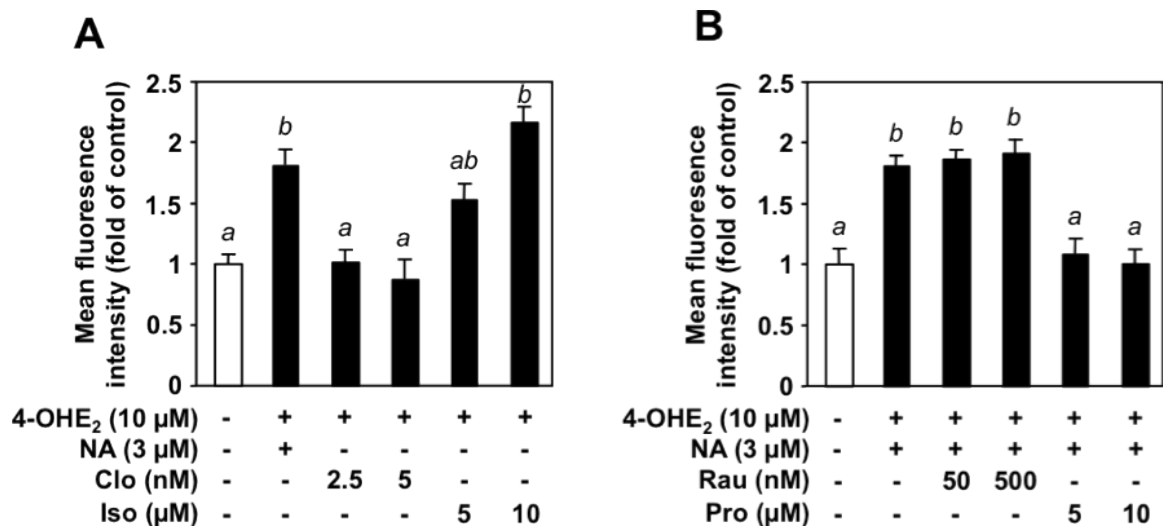 A
Mean fluoresence
intensity (fold of control)
2.5
2
1.5
1
0.5
0
a
b
a
a
ab
b
4-OHE₂ (10 µM) - + + + + +
NA (3 µM) - + - - - -
Clo (nM) - - 2.5 5 - -
Iso (µM) - - - - 5 10
B
Mean fluoresence
intensity (fold of control)
2.5
2
1.5
1
0.5
0
a
b
b
b
a
a
4-OHE₂ (10 µM) - + + + + +
NA (3 µM) - + + + + +
Rau (nM) - - 50 500 - -
Pro (µM) - - - - 5 10